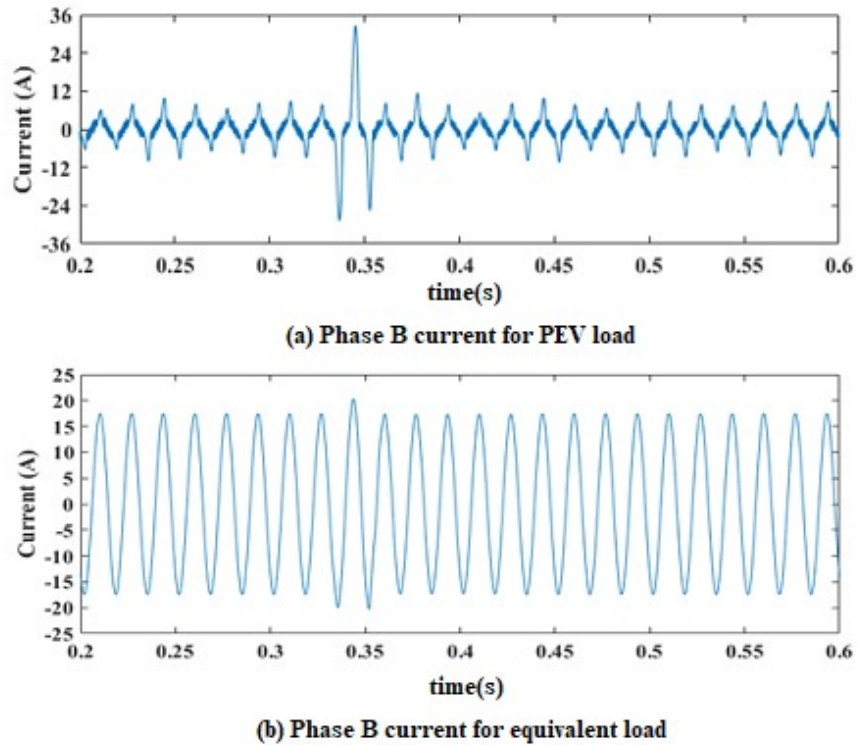 36
24
12
0
-12
-24
-36
Current (A)
0.2 0.25 0.3 0.35 0.4 0.45 0.5 0.55 0.6
time(s)
(a) Phase B current for PEV load
25
20
15
10
5
0
-5
-10
-15
-20
-25
Current (A)
0.2 0.25 0.3 0.35 0.4 0.45 0.5 0.55 0.6
time(s)
(b) Phase B current for equivalent load